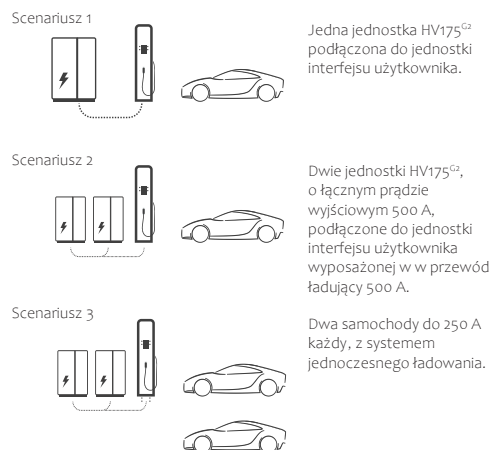 Scenariusz 1
Jedna jednostka HV175G2
podłączona do jednostki
interfejsu użytkownika.
Scenariusz 2
Dwie jednostki HV175G2,
o łącznym prądzie
wyjściowym 500 A,
podłączone do jednostki
interfejsu użytkownika
wyposażonej w w przewód
ładujący 500 A.
Scenariusz 3
Dwa samochody do 250 A
każdy, z systemem
jednoczesnego ładowania.